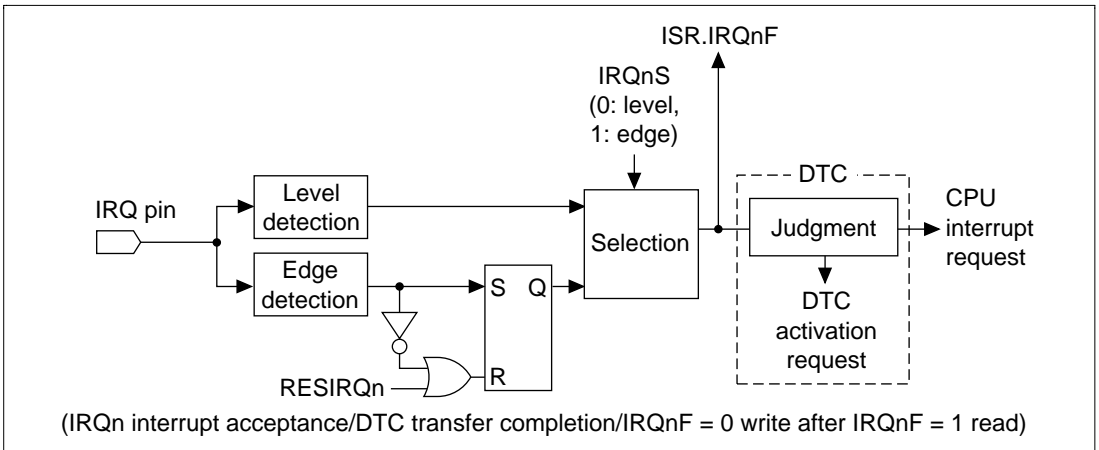 ISR.IRQnF
IRQnS
(0: level,
1: edge)
DTC
IRQ pin
Level
detection
Selection
Judgment
CPU
interrupt
request
Edge
detection
S Q
R
DTC
activation
request
RESIRQn
(IRQn interrupt acceptance/DTC transfer completion/IRQnF = 0 write after IRQnF = 1 read)